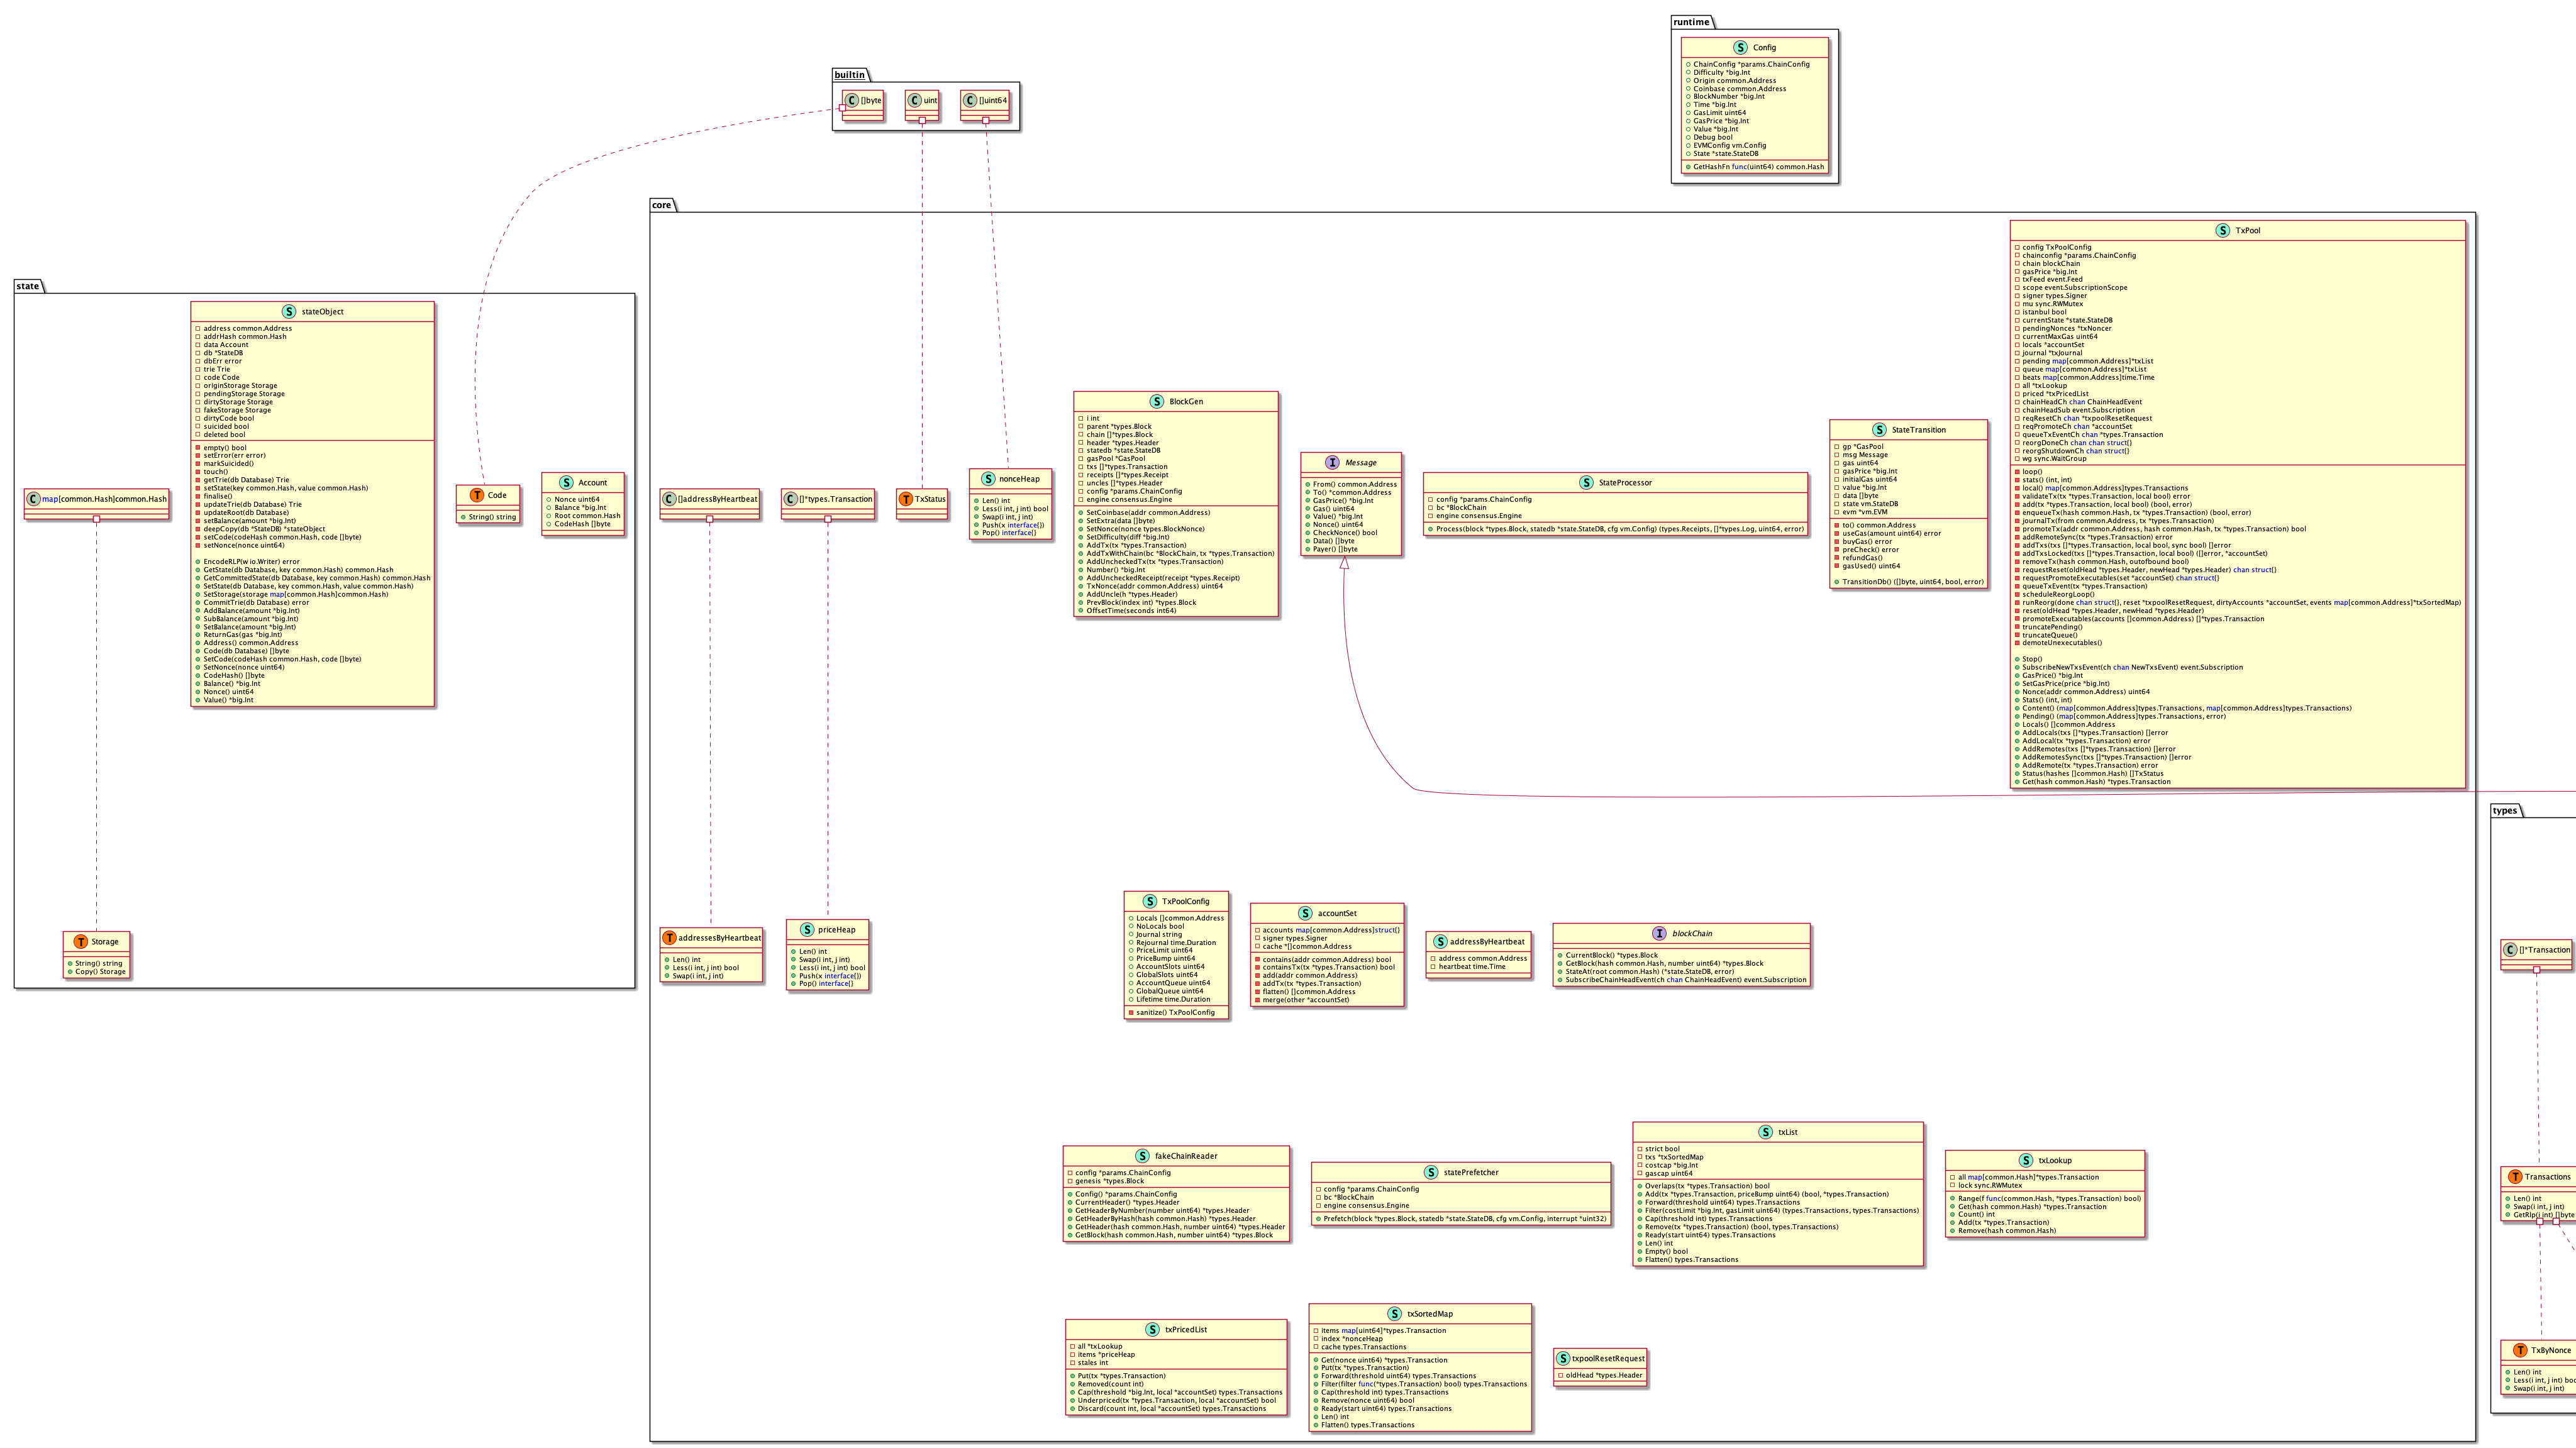 runtime
S Config
ChainConfig *params.ChainConfig
Difficulty *big.Int
Origin common.Address
Coinbase common.Address
BlockNumber *big.Int
Time *big.Int
GasLimit uint64
GasPrice *big.Int
Value *big.Int
Debug bool
EVMConfig vm.Config
State *state.StateDB
GetHashFn func(uint64) common.Hash
builtin
C []byte
C uint
C []uint64
state
S stateObject
address common.Address
addrHash common.Hash
data Account
db *StateDB
dbErr error
trie Trie
code Code
originStorage Storage
pendingStorage Storage
dirtyStorage Storage
fakeStorage Storage
dirtyCode bool
suicided bool
deleted bool
empty() bool
setError(err error)
markSuicided()
touch()
getTrie(db Database) Trie
setState(key common.Hash, value common.Hash)
finalise()
updateTrie(db Database) Trie
updateRoot(db Database)
setBalance(amount *big.Int)
deepCopy(db *StateDB) *stateObject
setCode(codeHash common.Hash, code []byte)
setNonce(nonce uint64)
EncodeRLP(w io.Writer) error
GetState(db Database, key common.Hash) common.Hash
GetCommittedState(db Database, key common.Hash) common.Hash
SetState(db Database, key common.Hash, value common.Hash)
SetStorage(storage map[common.Hash]common.Hash)
CommitTrie(db Database) error
AddBalance(amount *big.Int)
SubBalance(amount *big.Int)
SetBalance(amount *big.Int)
ReturnGas(gas *big.Int)
Address() common.Address
Code(db Database) []byte
SetCode(codeHash common.Hash, code []byte)
SetNonce(nonce uint64)
CodeHash() []byte
Balance() *big.Int
Nonce() uint64
Value() *big.Int
C map[common.Hash]common.Hash
T Code
String() string
S Account
Nonce uint64
Balance *big.Int
Root common.Hash
CodeHash []byte
T Storage
String() string
Copy() Storage
core
C []addressByHeartbeat
C []*types.Transaction
T TxStatus
S nonceHeap
Len() int
Less(i int, j int) bool
Swap(i int, j int)
Push(x interface{})
Pop() interface{}
S BlockGen
i int
parent *types.Block
chain []*types.Block
header *types.Header
statedb *state.StateDB
gasPool *GasPool
txs []*types.Transaction
receipts []*types.Receipt
uncles []*types.Header
config *params.ChainConfig
engine consensus.Engine
SetCoinbase(addr common.Address)
SetExtra(data []byte)
SetNonce(nonce types.BlockNonce)
SetDifficulty(diff *big.Int)
AddTx(tx *types.Transaction)
AddTxWithChain(bc *BlockChain, tx *types.Transaction)
AddUncheckedTx(tx *types.Transaction)
Number() *big.Int
AddUncheckedReceipt(receipt *types.Receipt)
TxNonce(addr common.Address) uint64
AddUncle(h *types.Header)
PrevBlock(index int) *types.Block
OffsetTime(seconds int64)
I Message
From() common.Address
To() *common.Address
GasPrice() *big.Int
Gas() uint64
Value() *big.Int
Nonce() uint64
CheckNonce() bool
Data() []byte
Payer() []byte
S StateProcessor
config *params.ChainConfig
bc *BlockChain
engine consensus.Engine
Process(block *types.Block, statedb *state.StateDB, cfg vm.Config) (types.Receipts, []*types.Log, uint64, error)
S StateTransition
gp *GasPool
msg Message
gas uint64
gasPrice *big.Int
initialGas uint64
value *big.Int
data []byte
state vm.StateDB
evm *vm.EVM
to() common.Address
useGas(amount uint64) error
buyGas() error
preCheck() error
refundGas()
gasUsed() uint64
TransitionDb() ([]byte, uint64, bool, error)
S TxPool
config TxPoolConfig
chainconfig *params.ChainConfig
chain blockChain
gasPrice *big.Int
txFeed event.Feed
scope event.SubscriptionScope
signer types.Signer
mu sync.RWMutex
istanbul bool
currentState *state.StateDB
pendingNonces *txNoncer
currentMaxGas uint64
locals *accountSet
journal *txJournal
pending map[common.Address]*txList
queue map[common.Address]*txList
beats map[common.Address]time.Time
all *txLookup
priced *txPricedList
chainHeadCh chan ChainHeadEvent
chainHeadSub event.Subscription
reqResetCh chan *txpoolResetRequest
reqPromoteCh chan *accountSet
queueTxEventCh chan *types.Transaction
reorgDoneCh chan chan struct{}
reorgShutdownCh chan struct{}
wg sync.WaitGroup
loop()
stats() (int, int)
local() map[common.Address]types.Transactions
validateTx(tx *types.Transaction, local bool) error
add(tx *types.Transaction, local bool) (bool, error)
enqueueTx(hash common.Hash, tx *types.Transaction) (bool, error)
journalTx(from common.Address, tx *types.Transaction)
promoteTx(addr common.Address, hash common.Hash, tx *types.Transaction) bool
addRemoteSync(tx *types.Transaction) error
addTxs(txs []*types.Transaction, local bool, sync bool) []error
addTxsLocked(txs []*types.Transaction, local bool) ([]error, *accountSet)
removeTx(hash common.Hash, outofbound bool)
requestReset(oldHead *types.Header, newHead *types.Header) chan struct{}
requestPromoteExecutables(set *accountSet) chan struct{}
queueTxEvent(tx *types.Transaction)
scheduleReorgLoop()
runReorg(done chan struct{}, reset *txpoolResetRequest, dirtyAccounts *accountSet, events map[common.Address]*txSortedMap)
reset(oldHead *types.Header, newHead *types.Header)
promoteExecutables(accounts []common.Address) []*types.Transaction
truncatePending()
truncateQueue()
demoteUnexecutables()
Stop()
SubscribeNewTxsEvent(ch chan NewTxsEvent) event.Subscription
GasPrice() *big.Int
SetGasPrice(price *big.Int)
Nonce(addr common.Address) uint64
Stats() (int, int)
Content() (map[common.Address]types.Transactions, map[common.Address]types.Transactions)
Pending() (map[common.Address]types.Transactions, error)
Locals() []common.Address
AddLocals(txs []*types.Transaction) []error
AddLocal(tx *types.Transaction) error
AddRemotes(txs []*types.Transaction) []error
AddRemotesSync(txs []*types.Transaction) []error
AddRemote(tx *types.Transaction) error
Status(hashes []common.Hash) []TxStatus
Get(hash common.Hash) *types.Transaction
T addressesByHeartbeat
Len() int
Less(i int, j int) bool
Swap(i int, j int)
S priceHeap
Len() int
Swap(i int, j int)
Less(i int, j int) bool
Push(x interface{})
Pop() interface{}
S TxPoolConfig
Locals []common.Address
NoLocals bool
Journal string
Rejournal time.Duration
PriceLimit uint64
PriceBump uint64
AccountSlots uint64
GlobalSlots uint64
AccountQueue uint64
GlobalQueue uint64
Lifetime time.Duration
sanitize() TxPoolConfig
S accountSet
accounts map[common.Address]struct{}
signer types.Signer
cache *[]common.Address
contains(addr common.Address) bool
containsTx(tx *types.Transaction) bool
add(addr common.Address)
addTx(tx *types.Transaction)
flatten() []common.Address
merge(other *accountSet)
S addressByHeartbeat
address common.Address
heartbeat time.Time
I blockChain
CurrentBlock() *types.Block
GetBlock(hash common.Hash, number uint64) *types.Block
StateAt(root common.Hash) (*state.StateDB, error)
SubscribeChainHeadEvent(ch chan ChainHeadEvent) event.Subscription
S fakeChainReader
config *params.ChainConfig
genesis *types.Block
Config() *params.ChainConfig
CurrentHeader() *types.Header
GetHeaderByNumber(number uint64) *types.Header
GetHeaderByHash(hash common.Hash) *types.Header
GetHeader(hash common.Hash, number uint64) *types.Header
GetBlock(hash common.Hash, number uint64) *types.Block
S statePrefetcher
config *params.ChainConfig
bc *BlockChain
engine consensus.Engine
Prefetch(block *types.Block, statedb *state.StateDB, cfg vm.Config, interrupt *uint32)
S txList
strict bool
txs *txSortedMap
costcap *big.Int
gascap uint64
Overlaps(tx *types.Transaction) bool
Add(tx *types.Transaction, priceBump uint64) (bool, *types.Transaction)
Forward(threshold uint64) types.Transactions
Filter(costLimit *big.Int, gasLimit uint64) (types.Transactions, types.Transactions)
Cap(threshold int) types.Transactions
Remove(tx *types.Transaction) (bool, types.Transactions)
Ready(start uint64) types.Transactions
Len() int
Empty() bool
Flatten() types.Transactions
S txLookup
all map[common.Hash]*types.Transaction
lock sync.RWMutex
Range(f func(common.Hash, *types.Transaction) bool)
Get(hash common.Hash) *types.Transaction
Count() int
Add(tx *types.Transaction)
Remove(hash common.Hash)
S txPricedList
all *txLookup
items *priceHeap
stales int
Put(tx *types.Transaction)
Removed(count int)
Cap(threshold *big.Int, local *accountSet) types.Transactions
Underpriced(tx *types.Transaction, local *accountSet) bool
Discard(count int, local *accountSet) types.Transactions
S txSortedMap
items map[uint64]*types.Transaction
index *nonceHeap
cache types.Transactions
Get(nonce uint64) *types.Transaction
Put(tx *types.Transaction)
Forward(threshold uint64) types.Transactions
Filter(filter func(*types.Transaction) bool) types.Transactions
Cap(threshold int) types.Transactions
Remove(nonce uint64) bool
Ready(start uint64) types.Transactions
Len() int
Flatten() types.Transactions
S txpoolResetRequest
oldHead *types.Header
types
C []*Transaction
T Transactions
Len() int
Swap(i int, j int)
GetRlp(i int) []byte
T TxByNonce
Len() int
Less(i int, j int) boo
Swap(i int, j int)